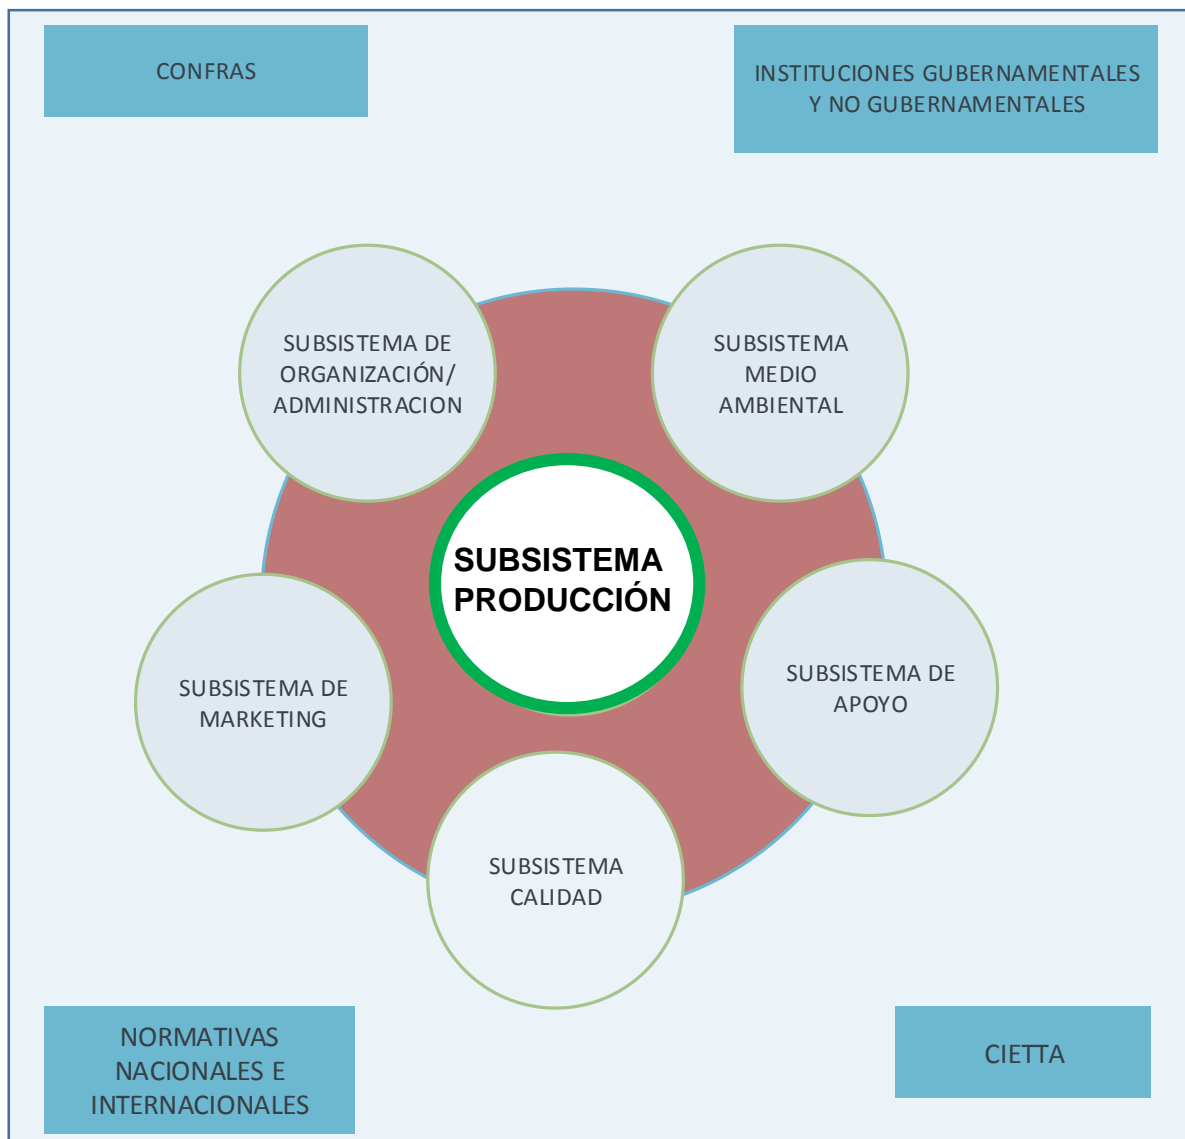 CONFRAS
INSTITUCIONES GUBERNAMENTALES
Y NO GUBERNAMENTALES
SUBSISTEMA DE
ORGANIZACIÓN/
ADMINISTRACION
SUBSISTEMA
MEDIO
AMBIENTAL
SUBSISTEMA
PRODUCCIÓN
SUBSISTEMA DE
MARKETING
SUBSISTEMA DE
APOYO
SUBSISTEMA
CALIDAD
NORMATIVAS
NACIONALES E
INTERNACIONALES
CIETTA